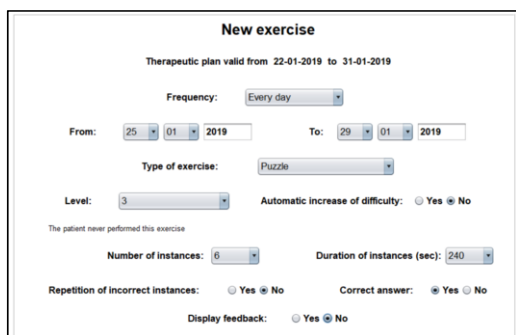 New exercise
Therapeutic plan valid from 22-01-2019 to 31-01-2019
Frequency: Every day
From: 25 01 2019 To: 29 01 2019
Type of exercise: Puzzle
Level: 3 Automatic increase of difficulty: Yes No
The patient never performed this exercise
Number of instances: 6 Duration of instances (sec): 240
Repetition of incorrect instances: Yes No Correct answer: Yes No
Display feedback: Yes No